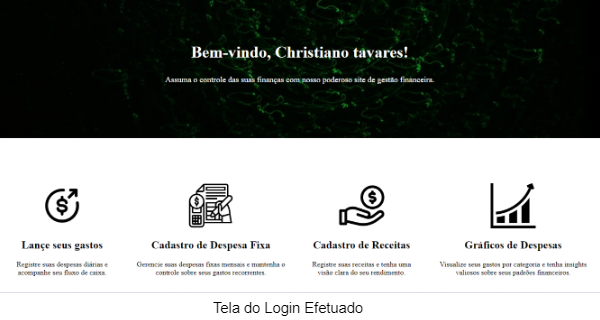 Bem-vindo, Christiano tavares!
Assuma o controle das suas finanças com nosso poderoso site de gestão financeira.
Lançe seus gastos
Registre suas despesas diárias e
acompanhe seu fluxo de caixa.
Cadastro de Despesa Fixa
Gerencie suas despesas fixas mensais e mantenha o
controle sobre seus gastos recorrentes.
Cadastro de Receitas
Registre suas receitas e tenha uma
visão clara do seu rendimento.
Gráficos de Despesas
Visualize seus gastos por categoria e tenha insights
valiosos sobre seus padrões financeiros.
Tela do Login Efetuado